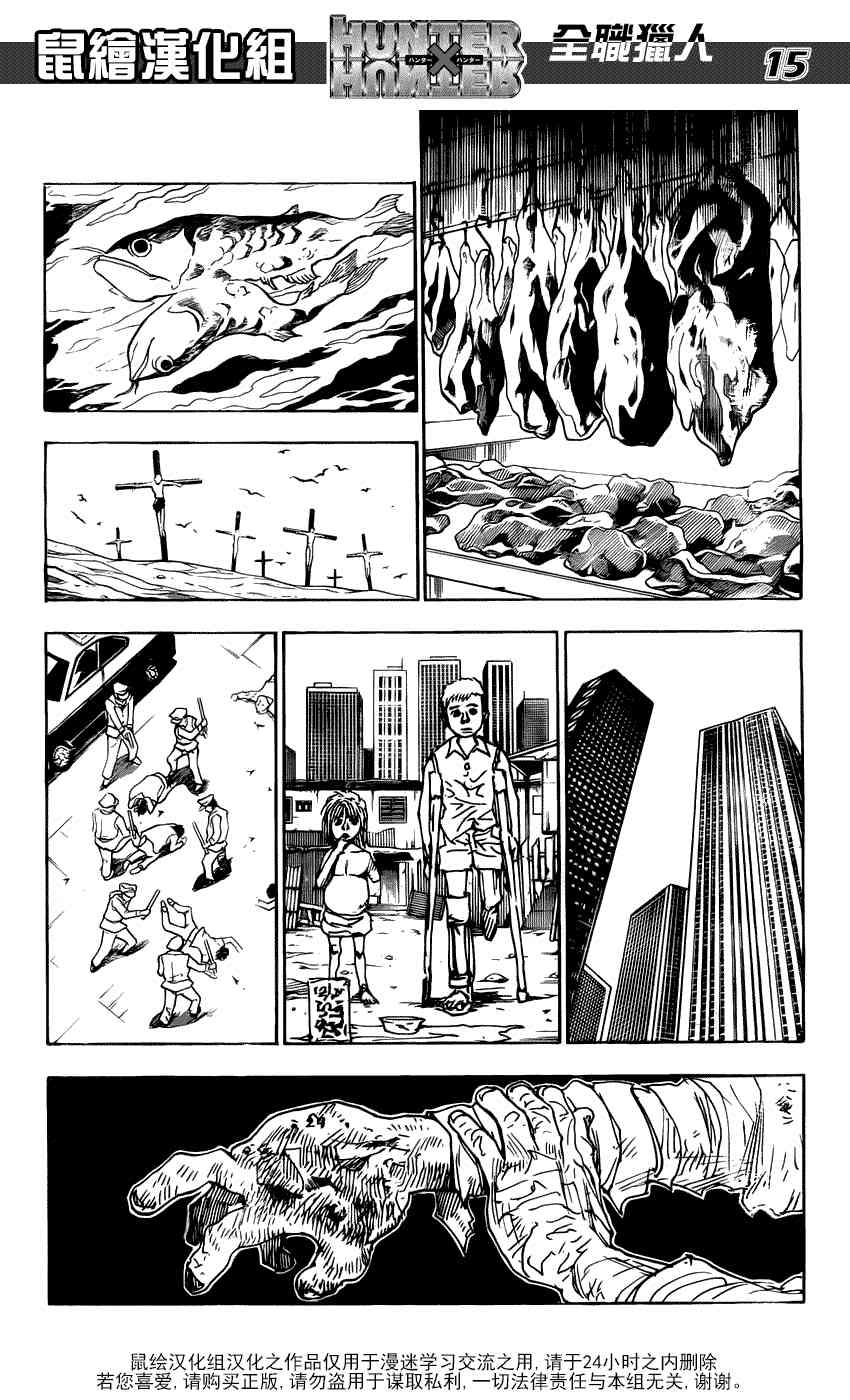 鼠繪漢化組
HUNTER
×
ハンター ハンター
HUNTER
全職獵人
15
鼠绘汉化组汉化之作品仅用于漫迷学习交流之用, 请于24小时之内删除
若您喜爱, 请购买正版, 请勿盗用于谋取私利, 一切法律责任与本组无关, 谢谢。